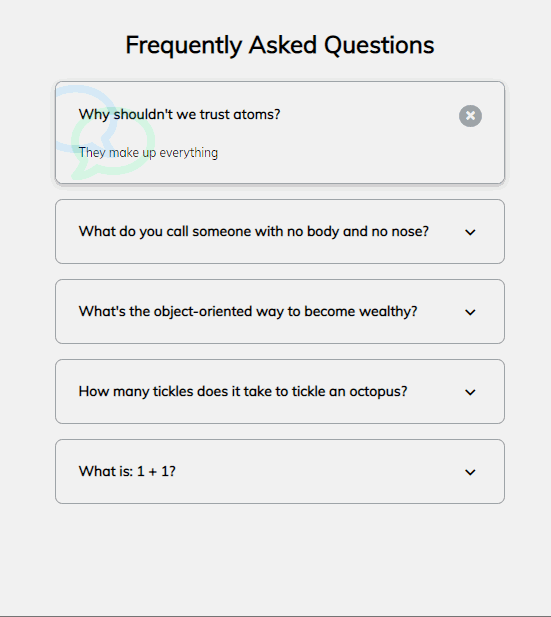 Frequently Asked Questions
Why shouldn't we trust atoms?
They make up everything
What do you call someone with no body and no nose?
What's the object-oriented way to become wealthy?
How many tickles does it take to tickle an octopus?
What is: 1 + 1?